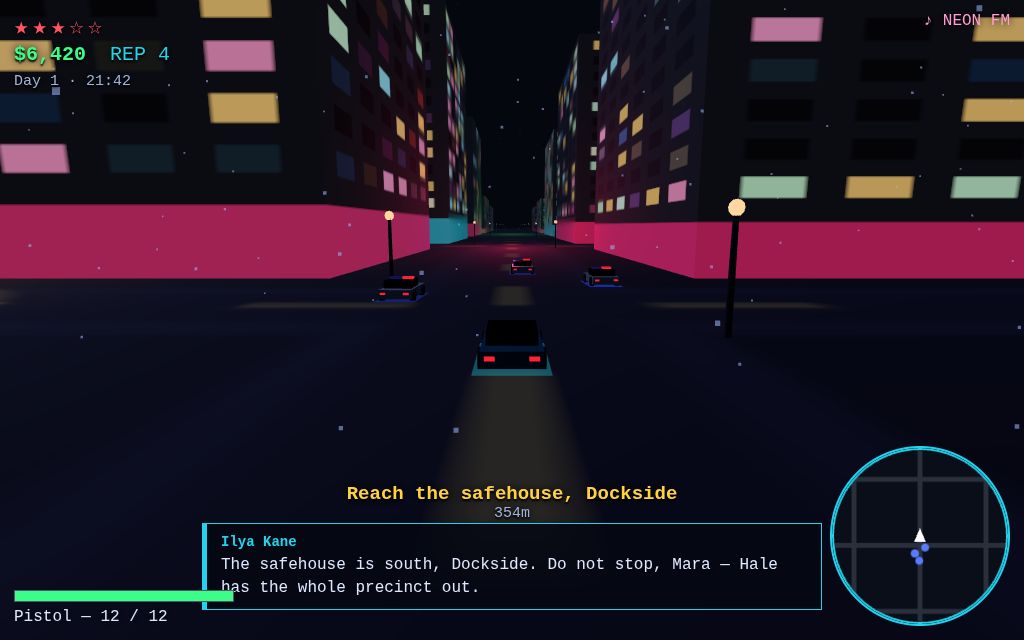 ★★★☆☆
♪ NEON FM
$6,420 REP 4
Day 1 · 21:42
Reach the safehouse, Dockside
354m
Ilya Kane
The safehouse is south, Dockside. Do not stop, Mara — Hale
has the whole precinct out.
Pistol — 12 / 12